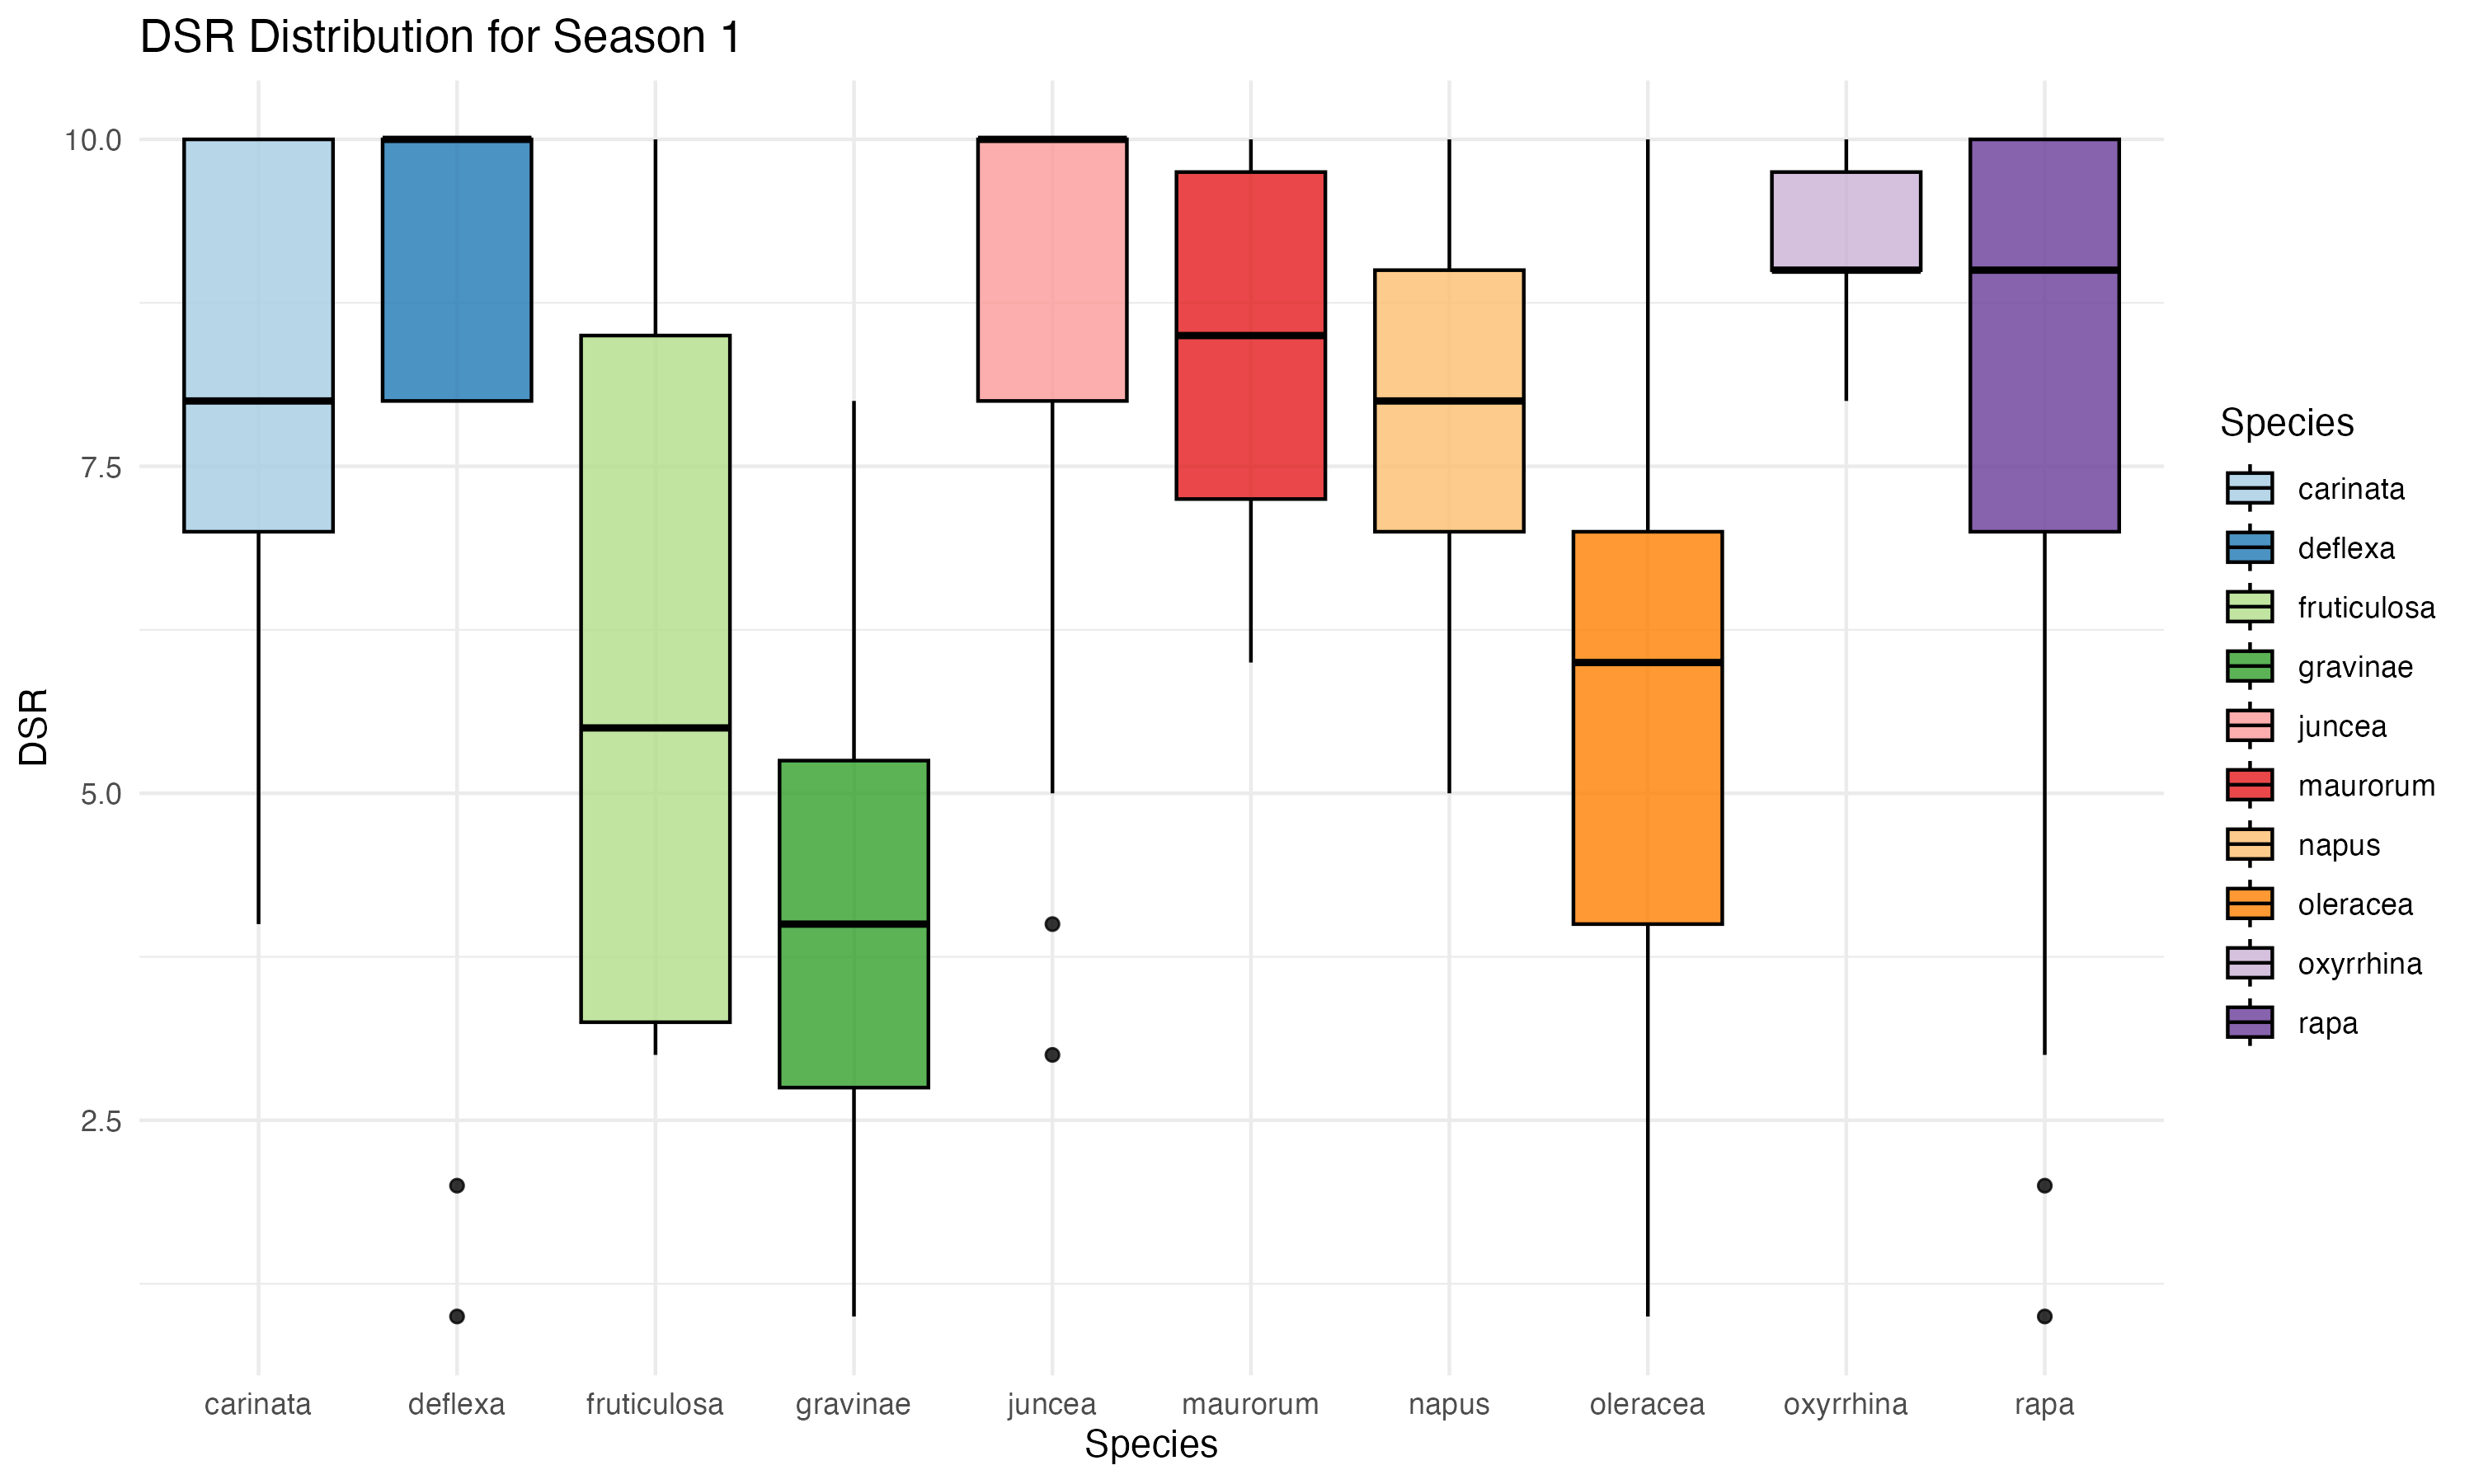 DSR Distribution for Season 1
DSR
10.0
7.5
5.0
2.5
carinata
deflexa
fruticulosa
gravinae
juncea
maurorum
napus
oleracea
oxyrrhina
rapa
Species
Species
carinata
deflexa
fruticulosa
gravinae
juncea
maurorum
napus
oleracea
oxyrrhina
rapa